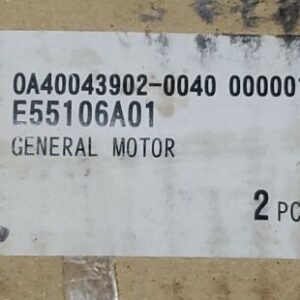 0A40043902-0040 000001
E55106A01
GENERAL MOTOR
2 PC